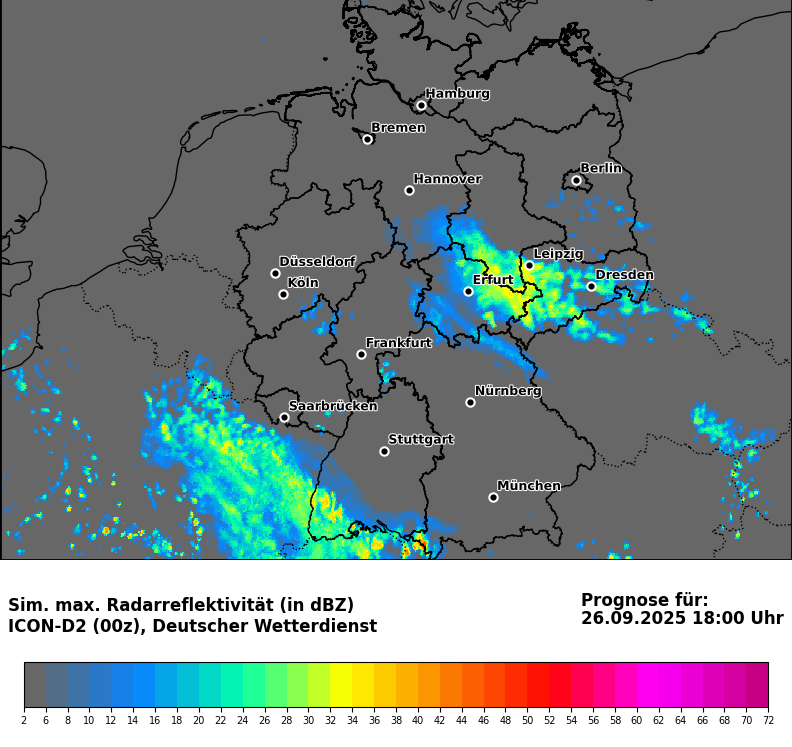 Hamburg
Bremen
Berlin
Hannover
Leipzig
Düsseldorf
Erfurt
Dresden
Köln
Frankfurt
Nürnberg
Saarbrücken
Stuttgart
München
Sim. max. Radarreflektivität (in dBZ)
ICON-D2 (00z), Deutscher Wetterdienst
Prognose für:
26.09.2025 18:00 Uhr
2 6 8 10 12 14 16 18 20 22 24 26 28 30 32 34 36 38 40 42 44 46 48 50 52 54 56 58 60 62 64 66 68 70 72